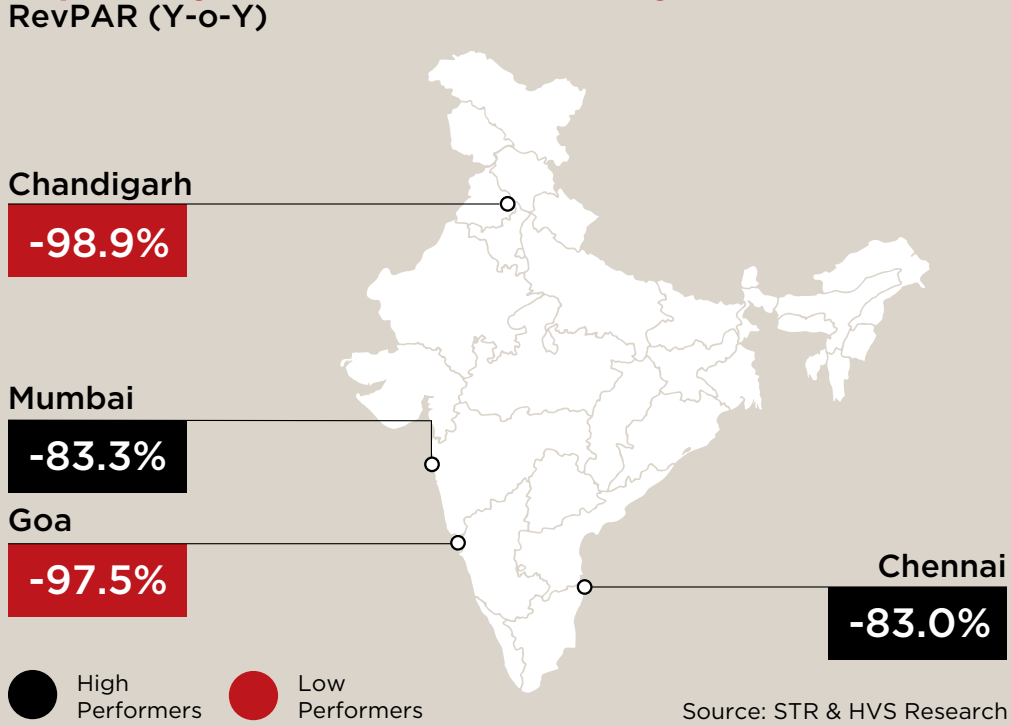 RevPAR (Y-o-Y)
Chandigarh
-98.9%
Mumbai
-83.3%
Goa
-97.5%
Chennai
-83.0%
High
Performers
Low
Performers
Source: STR & HVS Research